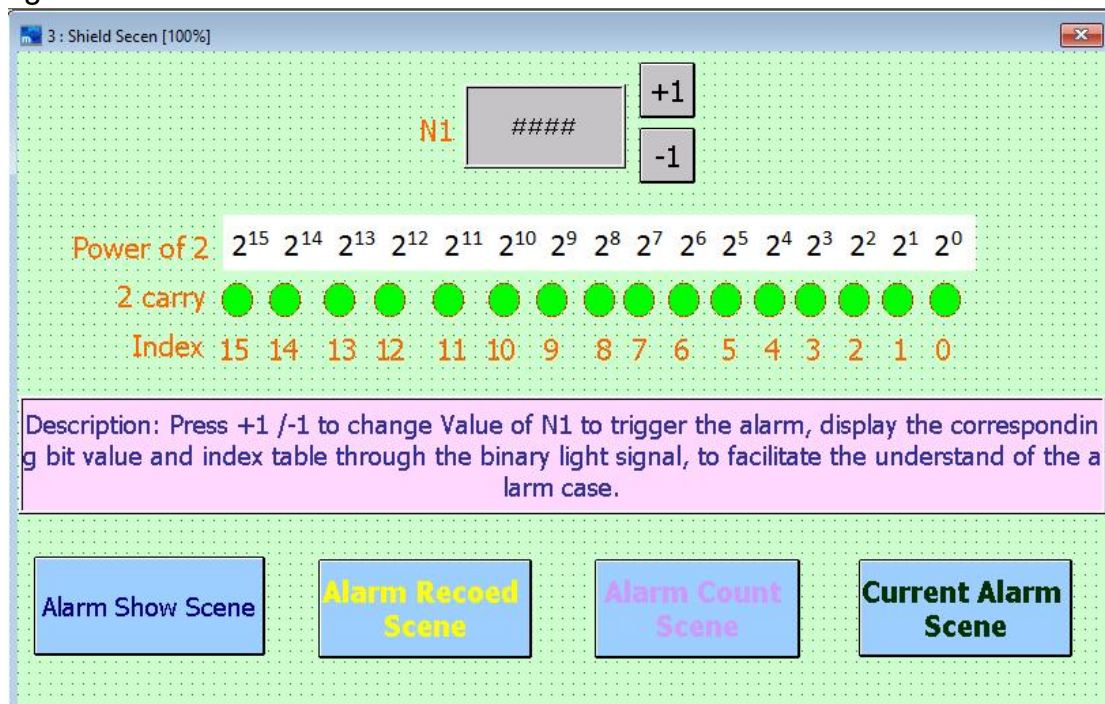 3 : Shield Secen [100%]
+1
N1 ####
-1
Power of 2 2¹⁵ 2¹⁴ 2¹³ 2¹² 2¹¹ 2¹⁰ 2⁹ 2⁸ 2⁷ 2⁶ 2⁵ 2⁴ 2³ 2² 2¹ 2⁰
2 carry
Index 15 14 13 12 11 10 9 8 7 6 5 4 3 2 1 0
Description: Press +1 /-1 to change Value of N1 to trigger the alarm, display the correspondin
g bit value and index table through the binary light signal, to facilitate the understand of the a
larm case.
Alarm Show Scene
Alarm Recoed
Scene
Alarm Count
Scene
Current Alarm
Scene